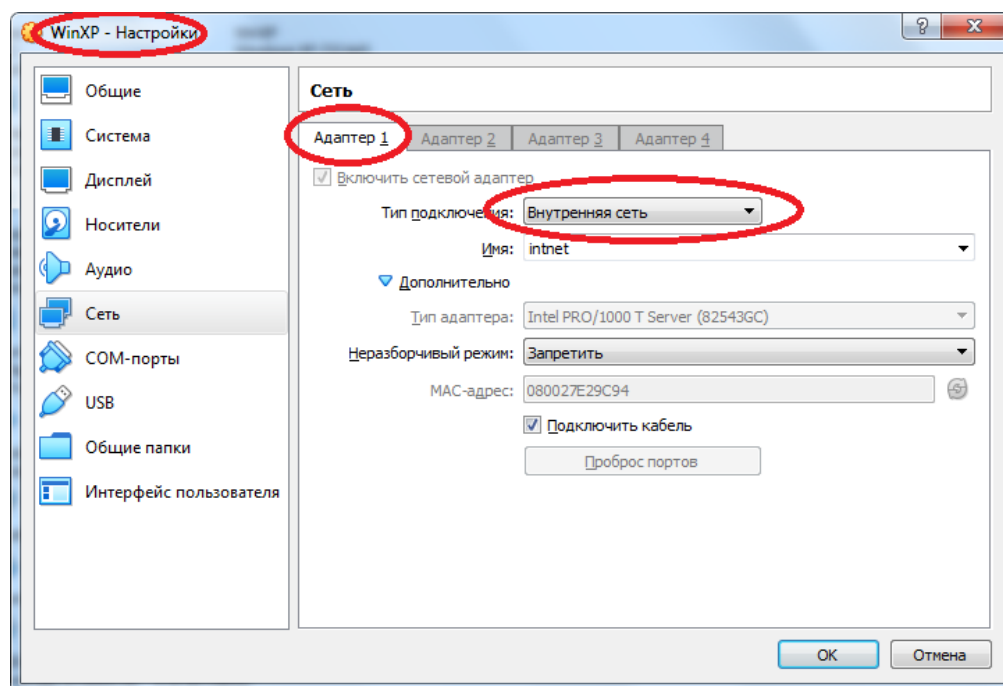 WinXP - Настройки
Общие
Система
Дисплей
Носители
Аудио
Сеть
COM-порты
USB
Общие папки
Интерфейс пользователя
Сеть
Адаптер 1
Адаптер 2
Адаптер 3
Адаптер 4
Включить сетевой адаптер
Тип подключения: Внутренняя сеть
Имя: intnet
Дополнительно
Тип адаптера: Intel PRO/1000 T Server (82543GC)
Неразборчивый режим: Запретить
MAC-адрес: 080027E29C94
Подключить кабель
Проброс портов
OK
Отмена